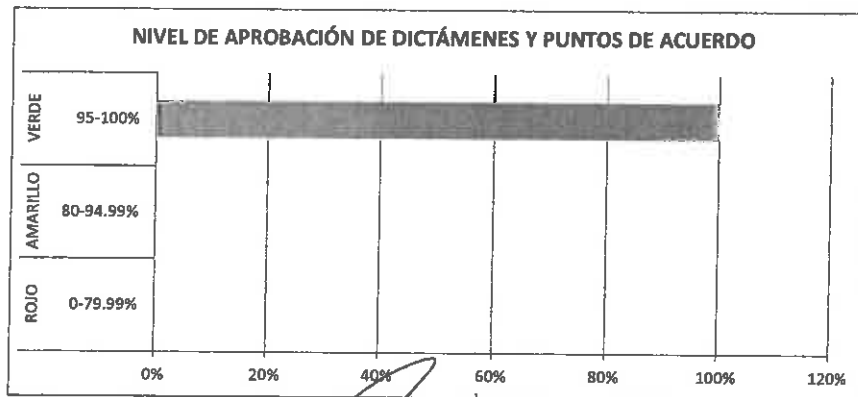 NIVEL DE APROBACIÓN DE DICTÁMENES Y PUNTOS DE ACUERDO
VERDE 95-100%
AMARILLO 80-94.99%
ROJO 0-79.99%
0% 20% 40% 60% 80% 100% 120%